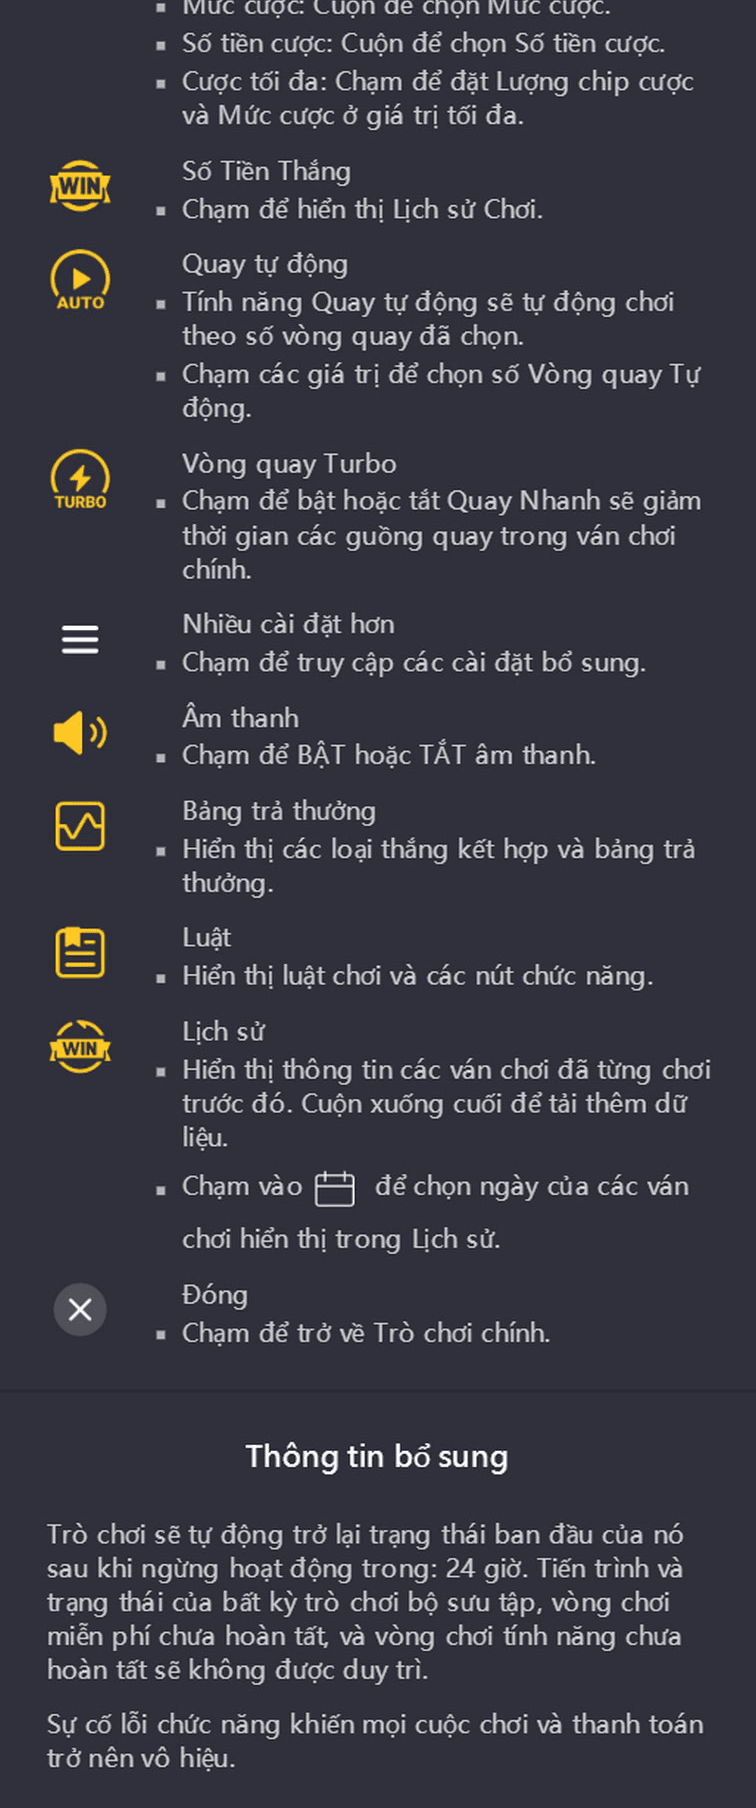 Mức cược: Cuộn để chọn Mức cược.
Số tiền cược: Cuộn để chọn Số tiền cược.
Cược tối đa: Chạm để đặt Lượng chip cược
và Mức cược ở giá trị tối đa.
WIN
Số Tiền Thắng
Chạm để hiển thị Lịch sử Chơi.
AUTO
Quay tự động
Tính năng Quay tự động sẽ tự động chơi
theo số vòng quay đã chọn.
Chạm các giá trị để chọn số Vòng quay Tự
động.
TURBO
Vòng quay Turbo
Chạm để bật hoặc tắt Quay Nhanh sẽ giảm
thời gian các guồng quay trong ván chơi
chính.
Nhiều cài đặt hơn
Chạm để truy cập các cài đặt bổ sung.
Âm thanh
Chạm để BẬT hoặc TẮT âm thanh.
Bảng trả thưởng
Hiển thị các loại thắng kết hợp và bảng trả
thưởng.
Luật
Hiển thị luật chơi và các nút chức năng.
WIN
Lịch sử
Hiển thị thông tin các ván chơi đã từng chơi
trước đó. Cuộn xuống cuối để tải thêm dữ
liệu.
Chạm vào để chọn ngày của các ván
chơi hiển thị trong Lịch sử.
Đóng
Chạm để trở về Trò chơi chính.
Thông tin bổ sung
Trò chơi sẽ tự động trở lại trạng thái ban đầu của nó
sau khi ngừng hoạt động trong: 24 giờ. Tiến trình và
trạng thái của bất kỳ trò chơi bộ sưu tập, vòng chơi
miễn phí chưa hoàn tất, và vòng chơi tính năng chưa
hoàn tất sẽ không được duy trì.
Sự cố lỗi chức năng khiến mọi cuộc chơi và thanh toán
trở nên vô hiệu.